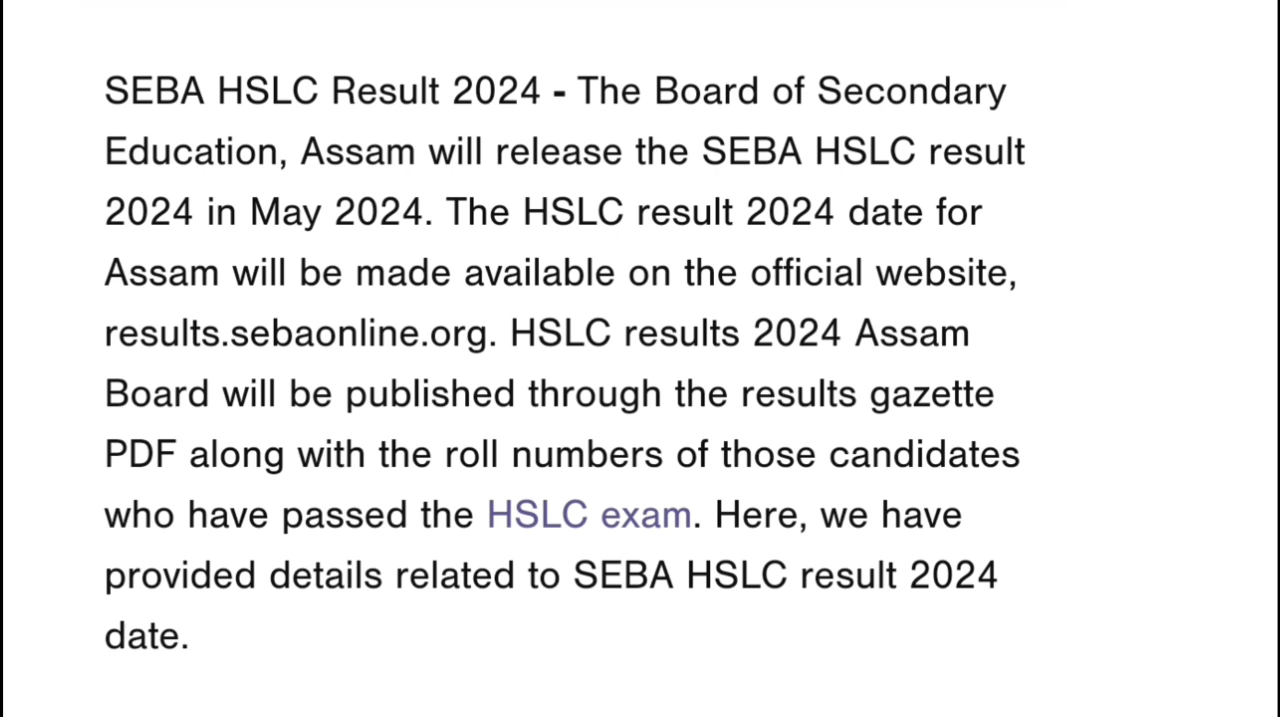 SEBA HSLC Result 2024 - The Board of Secondary
Education, Assam will release the SEBA HSLC result
2024 in May 2024. The HSLC result 2024 date for
Assam will be made available on the official website,
results.sebaonline.org. HSLC results 2024 Assam
Board will be published through the results gazette
PDF along with the roll numbers of those candidates
who have passed the HSLC exam. Here, we have
provided details related to SEBA HSLC result 2024
date.